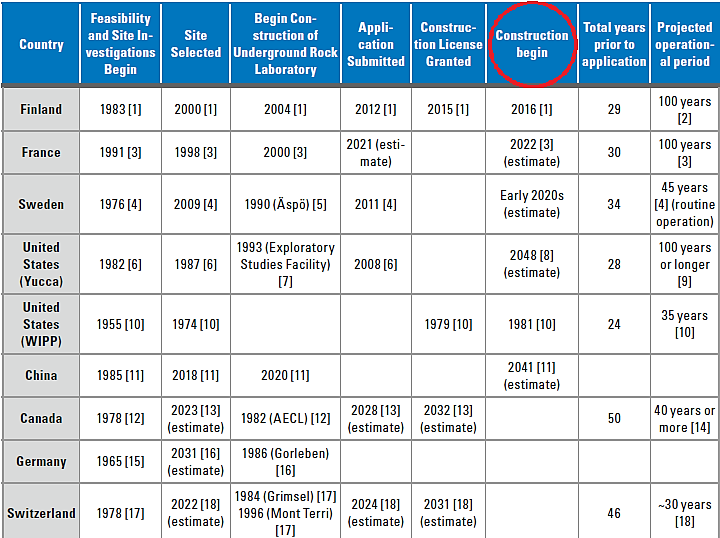 Country | Feasibility and Site Investigations Begin | Site Selected | Begin Construction of Underground Rock Laboratory | Application Submitted | Construction License Granted | Construction begin | Total years prior to application | Projected operational period
Finland | 1983 [1] | 2000 [1] | 2004 [1] | 2012 [1] | 2015 [1] | 2016 [1] | 29 | 100 years [2]
France | 1991 [3] | 1998 [3] | 2000 [3] | 2021 (estimate) | | 2022 [3] (estimate) | 30 | 100 years [3]
Sweden | 1976 [4] | 2009 [4] | 1990 (Äspö) [5] | 2011 [4] | | Early 2020s (estimate) | 34 | 45 years [4] (routine operation)
United States (Yucca) | 1982 [6] | 1987 [6] | 1993 (Exploratory Studies Facility) [7] | 2008 [6] | | 2048 [8] (estimate) | 28 | 100 years or longer [9]
United States (WIPP) | 1955 [10] | 1974 [10] | | | 1979 [10] | 1981 [10] | 24 | 35 years [10]
China | 1985 [11] | 2018 [11] | 2020 [11] | | | 2041 [11] (estimate) | |
Canada | 1978 [12] | 2023 [13] (estimate) | 1982 (AECL) [12] | 2028 [13] (estimate) | 2032 [13] (estimate) | | 50 | 40 years or more [14]
Germany | 1965 [15] | 2031 [16] (estimate) | 1986 (Gorleben) [16] | | | | |
Switzerland | 1978 [17] | 2022 [18] (estimate) | 1984 (Grimsel) [17] 1996 (Mont Terri) [17] | 2024 [18] (estimate) | 2031 [18] (estimate) | | 46 | ~30 years [18]